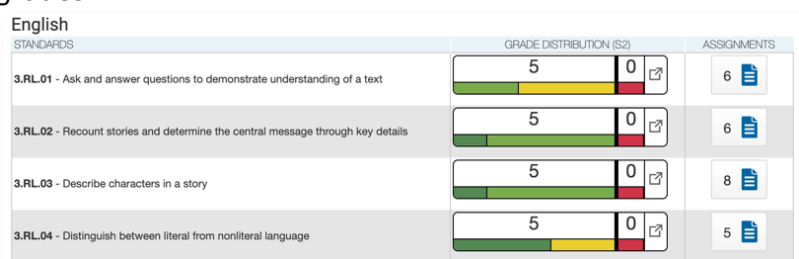 English
STANDARDS GRADE DISTRIBUTION (S2) ASSIGNMENTS
3.RL.01 - Ask and answer questions to demonstrate understanding of a text 5 0 6
3.RL.02 - Recount stories and determine the central message through key details 5 0 6
3.RL.03 - Describe characters in a story 5 0 8
3.RL.04 - Distinguish between literal from nonliteral language 5 0 5